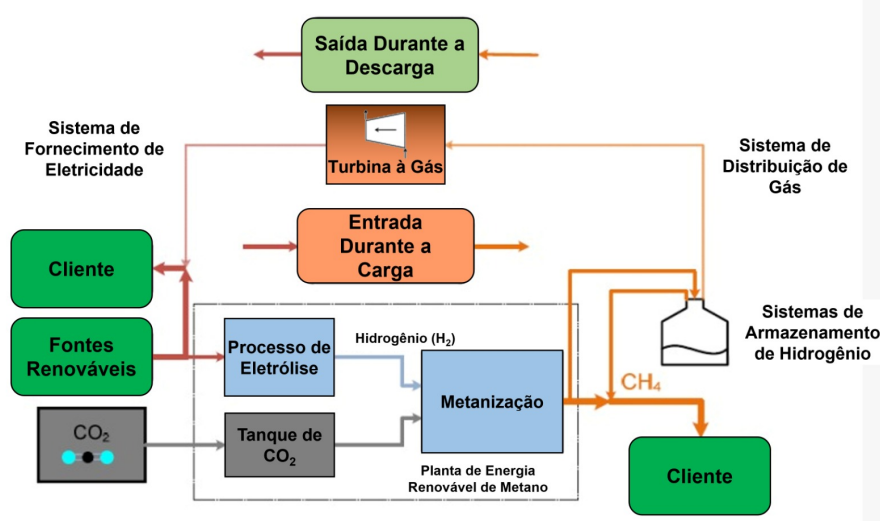 Saída Durante a
Descarga
Sistema de
Fornecimento de
Eletricidade
Turbina à Gás
Sistema de
Distribuição de
Gás
Entrada
Durante a
Carga
Cliente
Fontes
Renováveis
Processo de
Eletrólise
Hidrogênio (H₂)
Metanização
CH₄
Sistemas de
Armazenamento
de Hidrogênio
CO₂
Tanque de
CO₂
Planta de Energia
Renovável de Metano
Cliente